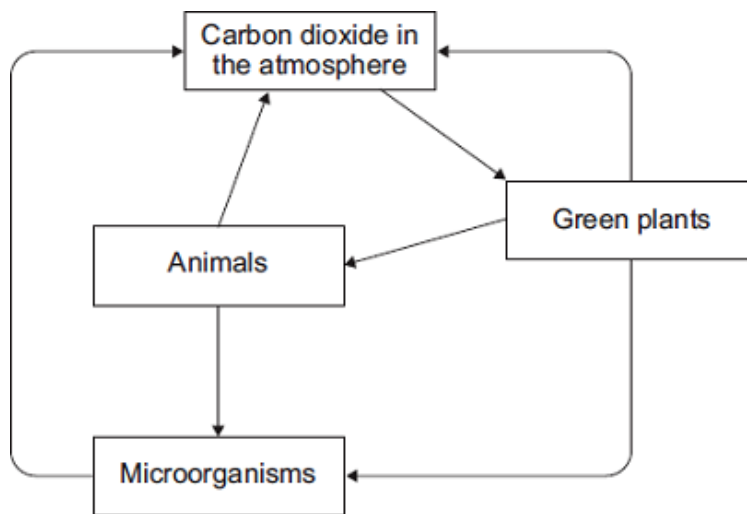 Carbon dioxide in
the atmosphere
Green plants
Animals
Microorganisms